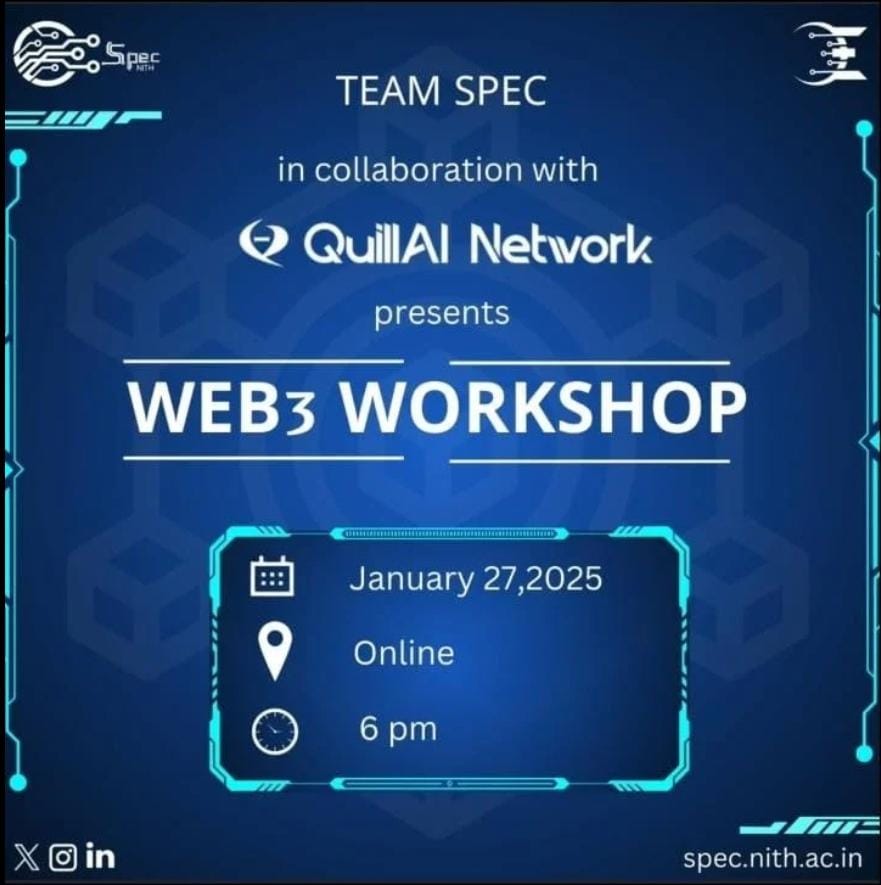 Spec
NITH
TEAM SPEC
in collaboration with
QuillAI Network
presents
WEB3 WORKSHOP
January 27,2025
Online
6 pm
X
in
spec.nith.ac.in